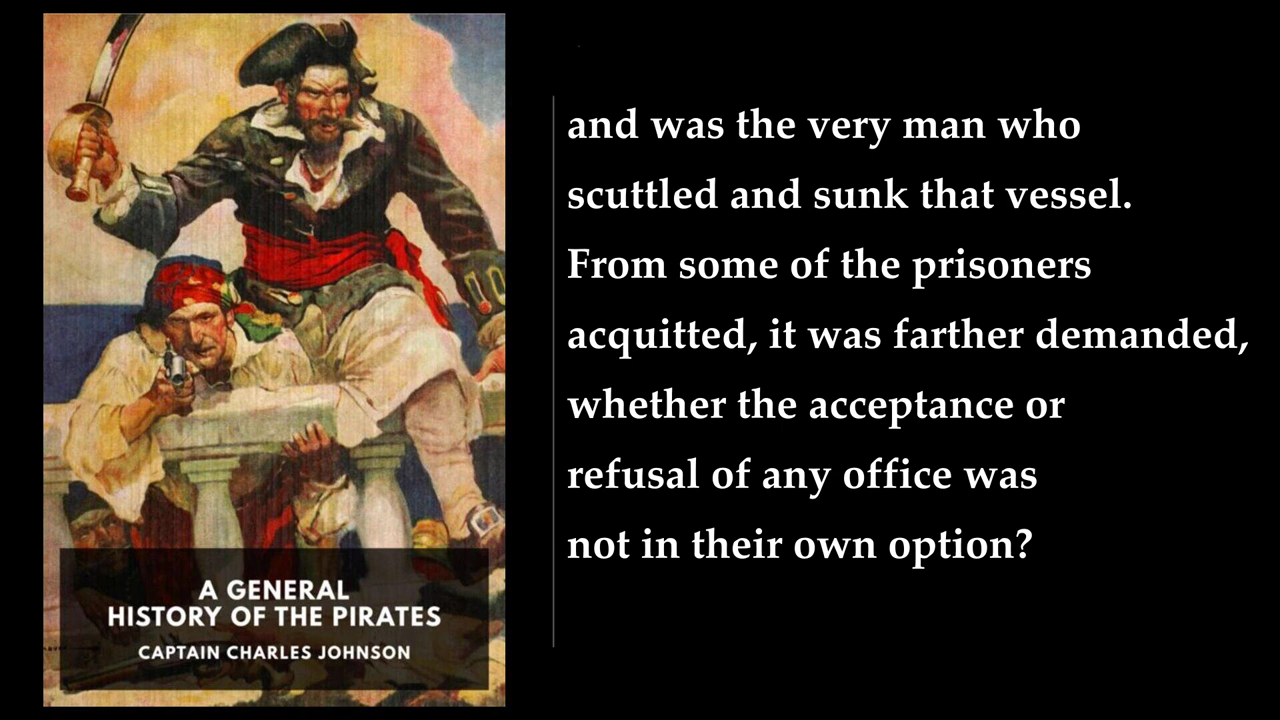 A GENERAL
HISTORY OF THE PIRATES
CAPTAIN CHARLES JOHNSON
and was the very man who
scuttled and sunk that vessel.
From some of the prisoners
acquitted, it was farther demanded,
whether the acceptance or
refusal of any office was
not in their own option?